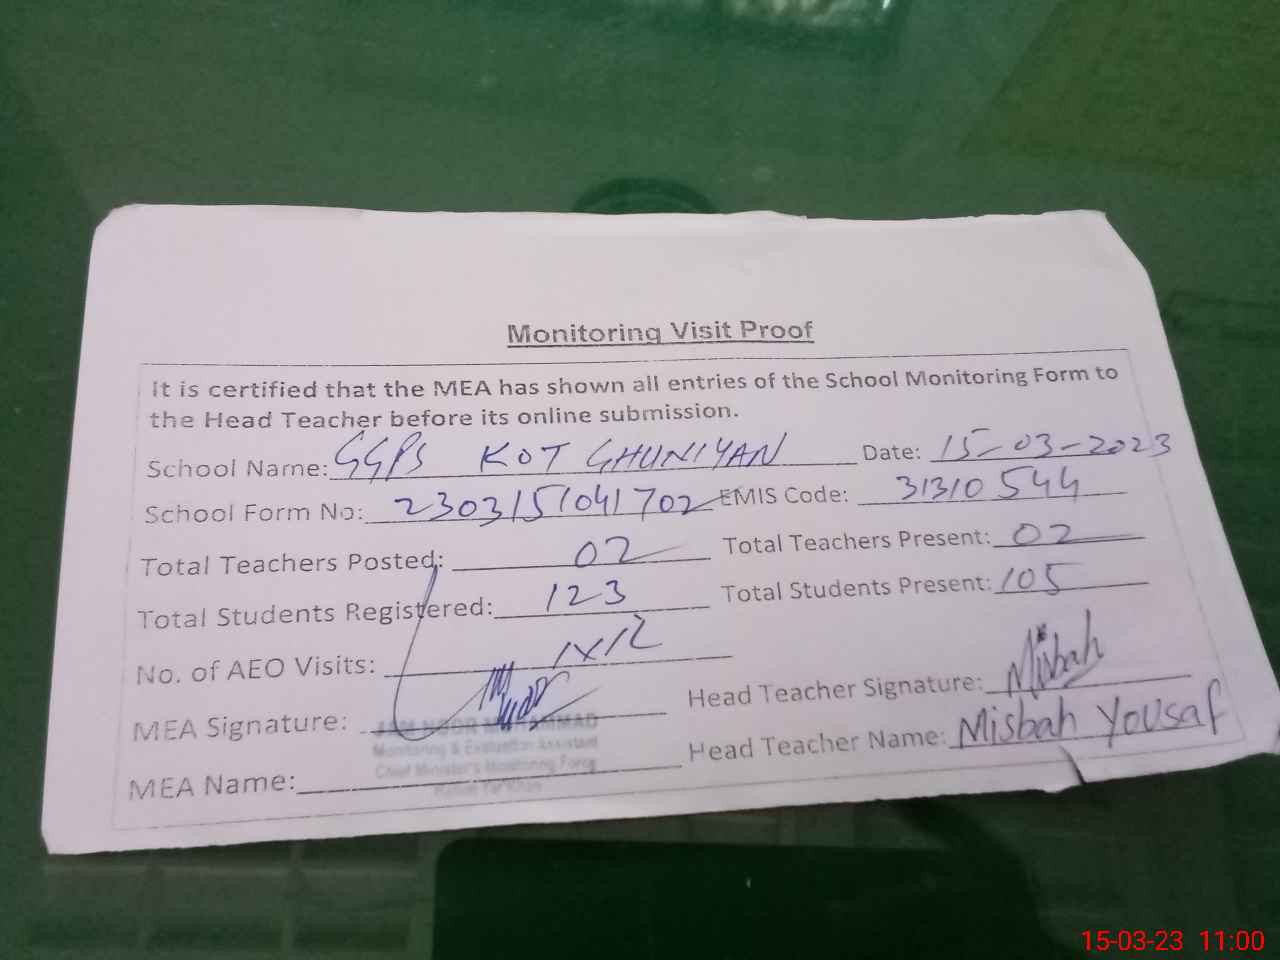 Monitoring Visit Proof
It is certified that the MEA has shown all entries of the School Monitoring Form to
the Head Teacher before its online submission.
School Name: GGPS KOT GHUNIYAN Date: 15-03-2023
School Form No: 2303151041702 EMIS Code: 31310544
Total Teachers Posted: 02 Total Teachers Present: 02
Total Students Registered: 123 Total Students Present: 105
No. of AEO Visits:
MEA Signature: Head Teacher Signature: Misbah
NOOR MUHAMMAD
Monitoring & Evaluation Assistant
Chief Minister's Monitoring Force
MEA Name: Head Teacher Name: Misbah Yousaf
15-03-23 11:00